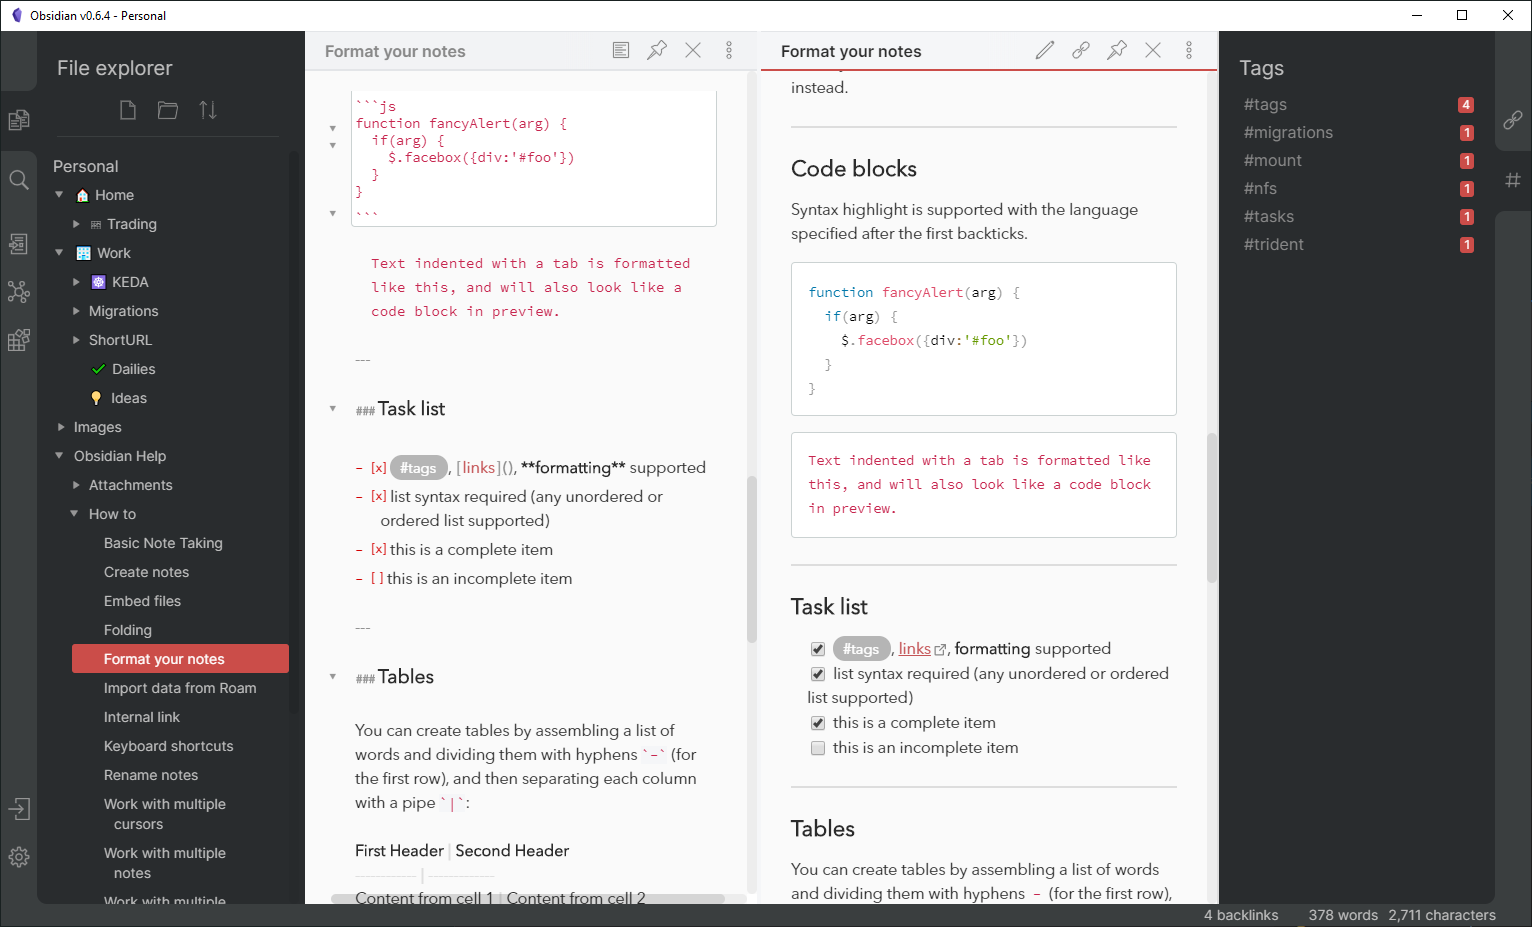 Obsidian v0.6.4 - Personal
File explorer
Personal
Home
Trading
Work
KEDA
Migrations
ShortURL
Dailies
Ideas
Images
Obsidian Help
Attachments
How to
Basic Note Taking
Create notes
Embed files
Folding
Format your notes
Import data from Roam
Internal link
Keyboard shortcuts
Rename notes
Work with multiple
cursors
Work with multiple
notes
Work with multiple
Format your notes
```js
function fancyAlert(arg) {
  if(arg) {
    $.facebox({div:'#foo'})
  }
}
```
Text indented with a tab is formatted
like this, and will also look like a
code block in preview.
---
### Task list
- [x] #tags, [links](), **formatting** supported
- [x] list syntax required (any unordered or
ordered list supported)
- [x] this is a complete item
- [ ] this is an incomplete item
---
### Tables
You can create tables by assembling a list of
words and dividing them with hyphens `-` (for
the first row), and then separating each column
with a pipe `|`:
First Header | Second Header
------------ | -------------
Content from cell 1 | Content from cell 2
Format your notes
instead.
Code blocks
Syntax highlight is supported with the language
specified after the first backticks.
function fancyAlert(arg) {
  if(arg) {
    $.facebox({div:'#foo'})
  }
}
Text indented with a tab is formatted like
this, and will also look like a code block
in preview.
Task list
#tags, links, formatting supported
list syntax required (any unordered or ordered
list supported)
this is a complete item
this is an incomplete item
Tables
You can create tables by assembling a list of words
and dividing them with hyphens - (for the first row),
Tags
#tags 4
#migrations 1
#mount 1
#nfs 1
#tasks 1
#trident 1
4 backlinks 378 words 2,711 characters